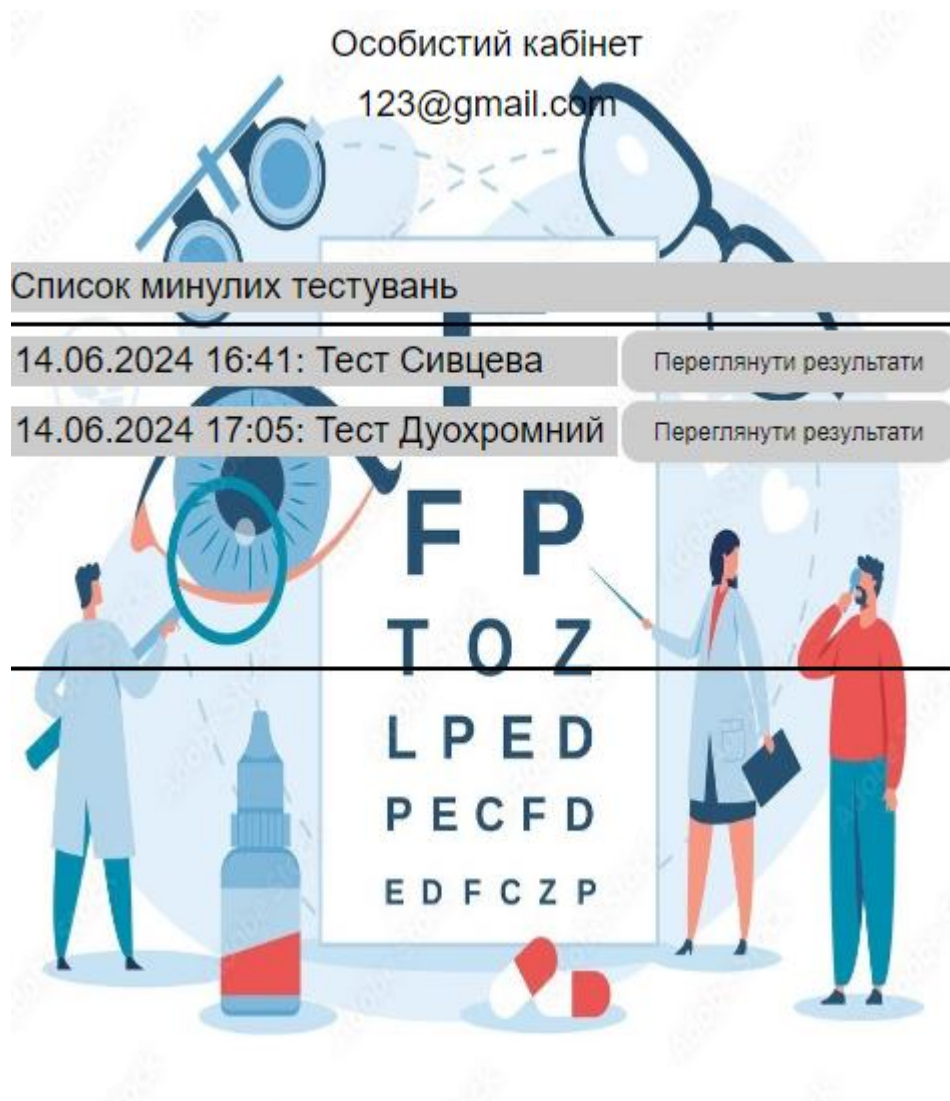 Особистий кабінет
123@gmail.com
Список минулих тестувань
14.06.2024 16:41: Тест Сивцева Переглянути результати
14.06.2024 17:05: Тест Дуохромний Переглянути результати
F P
T O Z
L P E D
P E C F D
E D F C Z P